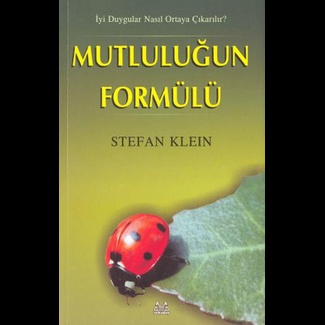 İyi Duygular Nasıl Ortaya Çıkarılır?
MUTLULUĞUN
FORMÜLÜ
STEFAN KLEIN